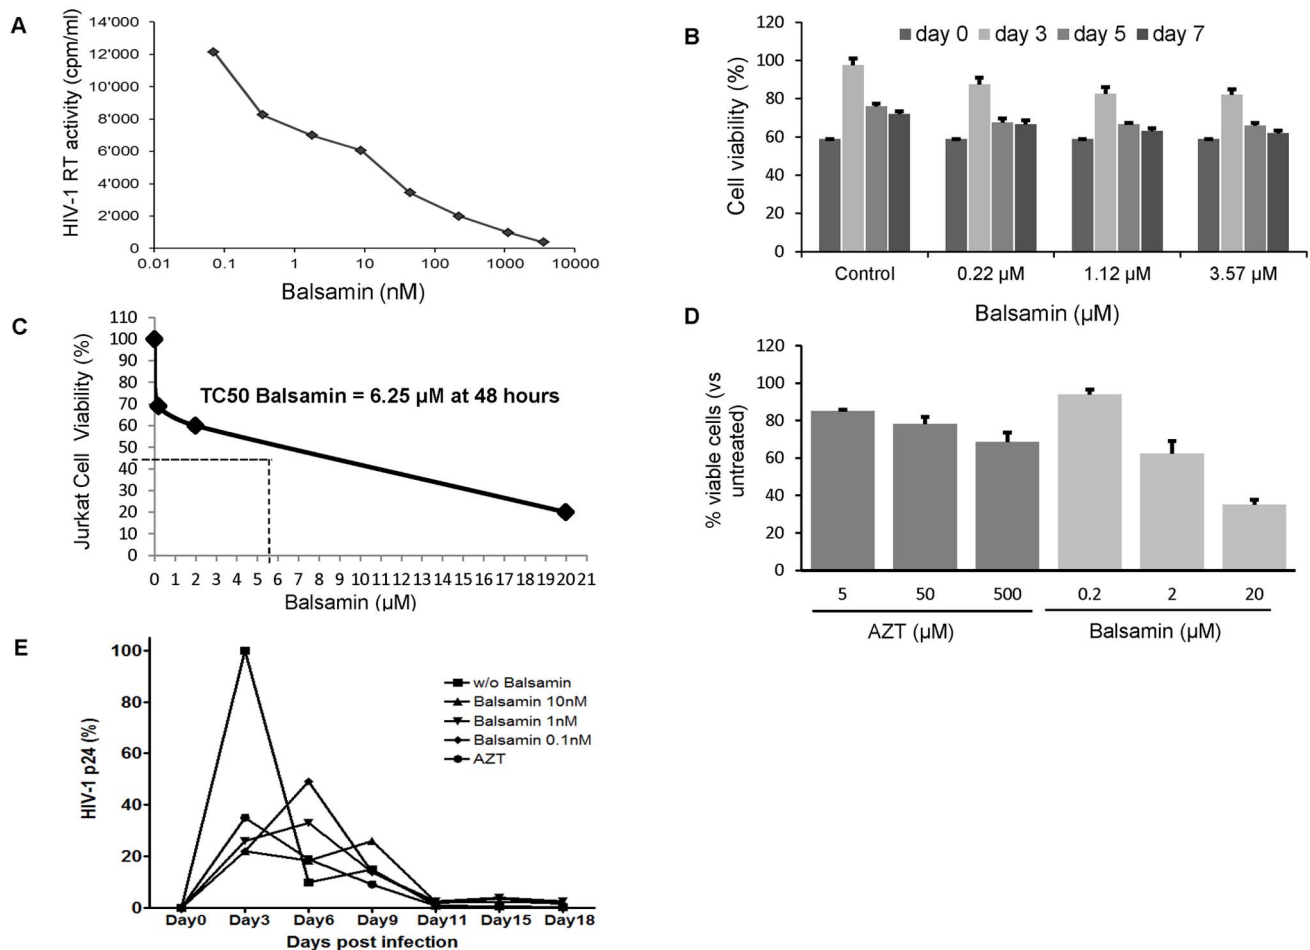 A
HIV-1 RT activity (cpm/ml)
14'000
12'000
10'000
8'000
6'000
4'000
2'000
0
0.01 0.1 1 10 100 1000 10000
Balsamin (nM)
B
Cell viability (%)
120
100
80
60
40
20
0
day 0 day 3 day 5 day 7
Control 0.22 µM 1.12 µM 3.57 µM
Balsamin (µM)
C
Jurkat Cell Viability (%)
110
100
90
80
70
60
50
40
30
20
10
0
TC50 Balsamin = 6.25 µM at 48 hours
0 1 2 3 4 5 6 7 8 9 10 11 12 13 14 15 16 17 18 19 20 21
Balsamin (µM)
D
% viable cells (vs
untreated)
120
100
80
60
40
20
0
5 50 500 0.2 2 20
AZT (µM) Balsamin (µM)
E
HIV-1 p24 (%)
100
80
60
40
20
0
w/o Balsamin
Balsamin 10nM
Balsamin 1nM
Balsamin 0.1nM
AZT
Day0 Day3 Day6 Day9 Day11 Day15 Day18
Days post infection